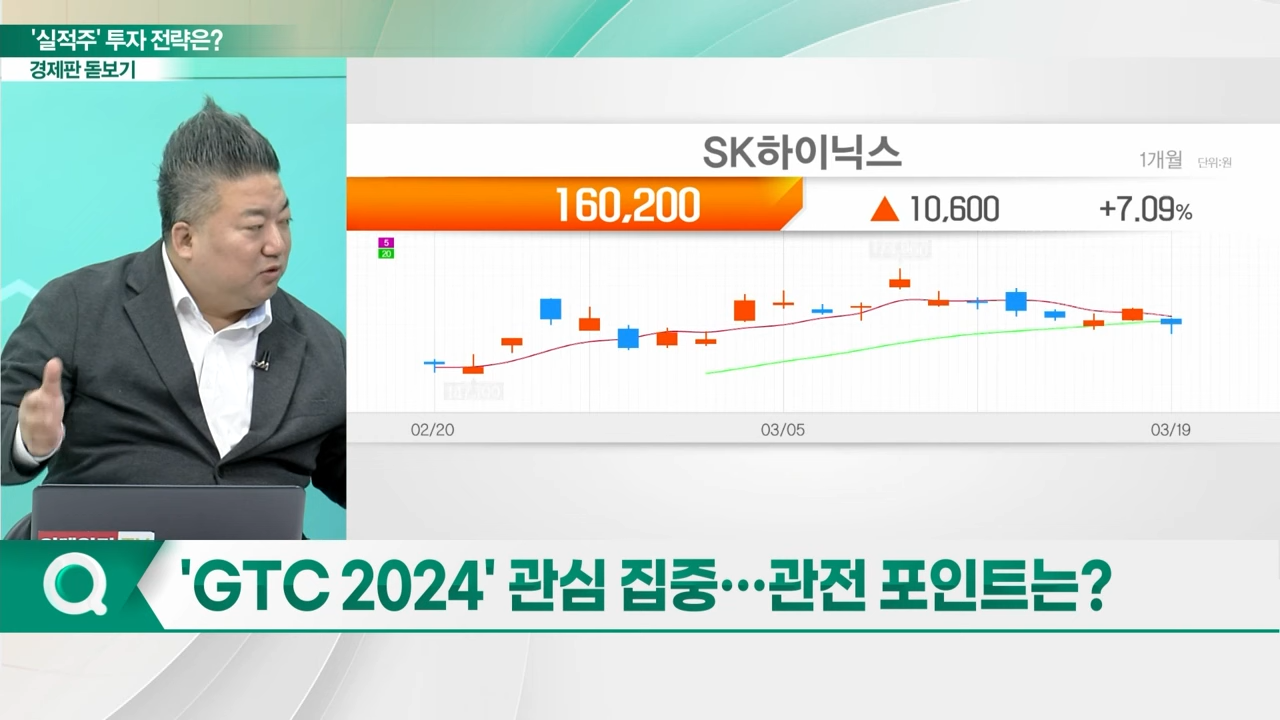 '실적주' 투자 전략은?
경제판 돋보기
SK하이닉스
1개월 단위:원
160,200 ▲ 10,600 +7.09%
5
20
02/20 03/05 03/19
'GTC 2024' 관심 집중…관전 포인트는?